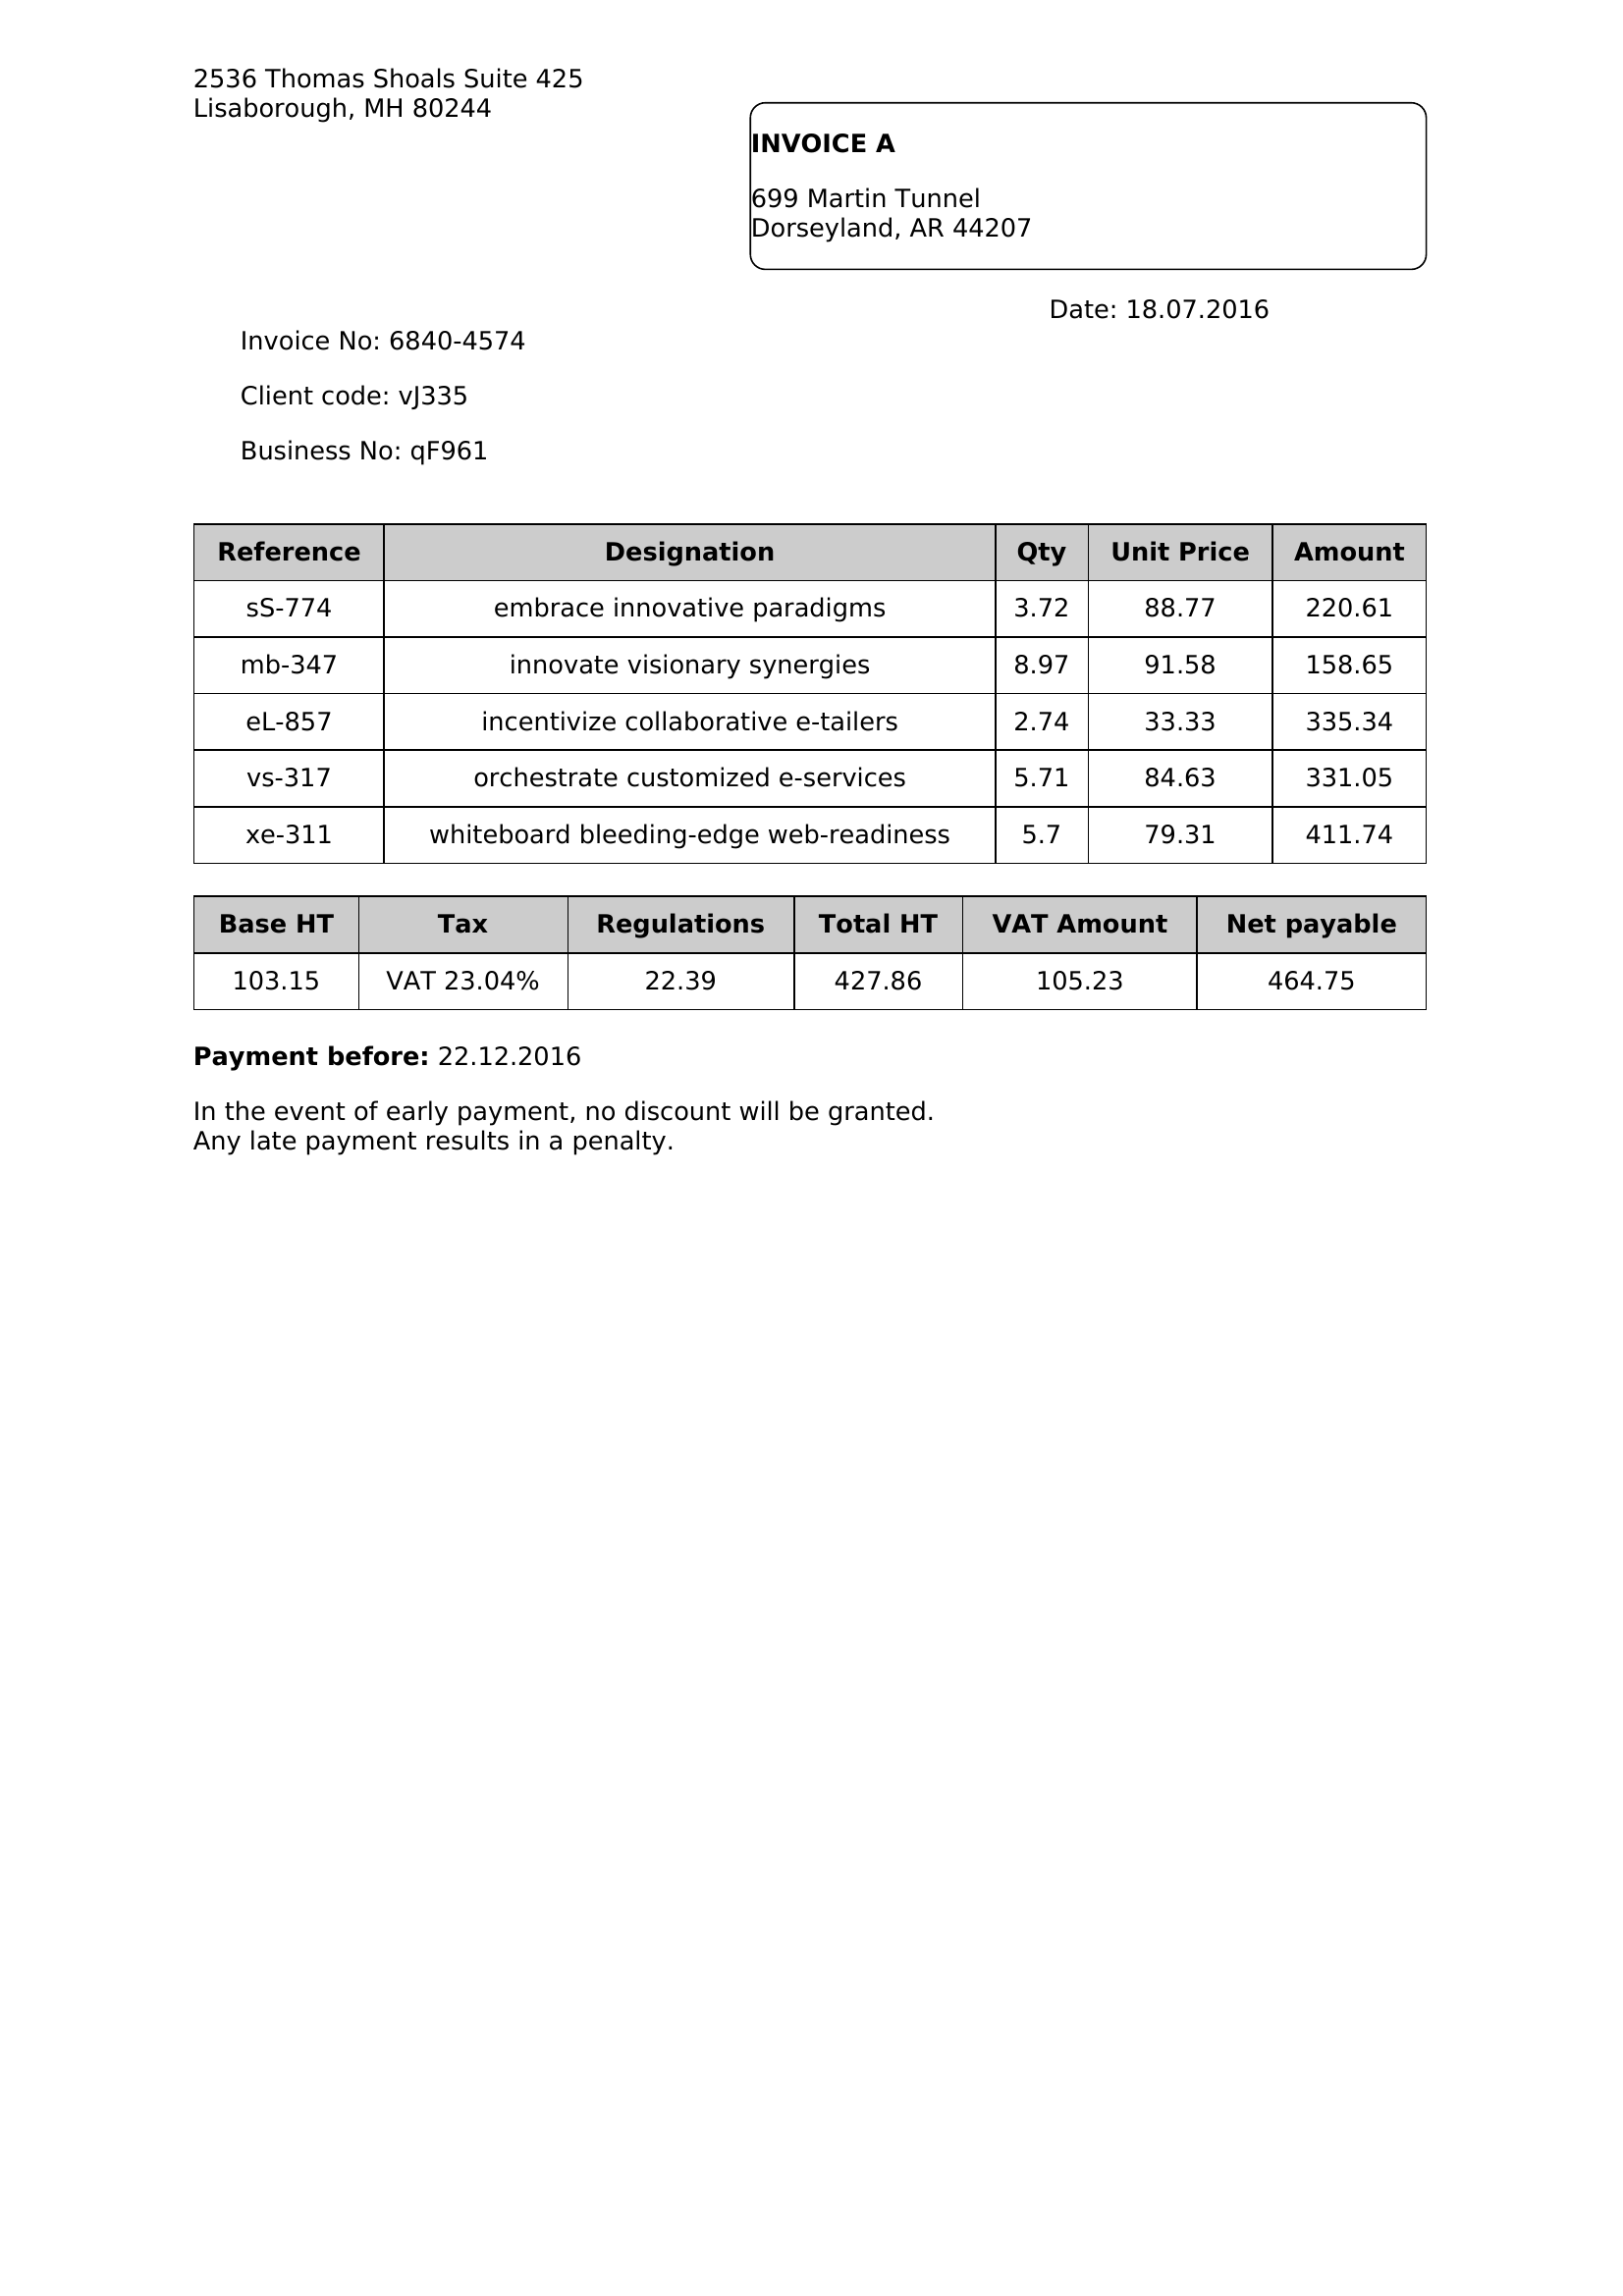 2536 Thomas Shoals Suite 425
Lisaborough, MH 80244
INVOICE A
699 Martin Tunnel
Dorseyland, AR 44207
Date: 18.07.2016
Invoice No: 6840-4574
Client code: vJ335
Business No: qF961
Reference Designation Qty Unit Price Amount
sS-774 embrace innovative paradigms 3.72 88.77 220.61
mb-347 innovate visionary synergies 8.97 91.58 158.65
eL-857 incentivize collaborative e-tailers 2.74 33.33 335.34
vs-317 orchestrate customized e-services 5.71 84.63 331.05
xe-311 whiteboard bleeding-edge web-readiness 5.7 79.31 411.74
Base HT Tax Regulations Total HT VAT Amount Net payable
103.15 VAT 23.04% 22.39 427.86 105.23 464.75
Payment before: 22.12.2016
In the event of early payment, no discount will be granted.
Any late payment results in a penalty.